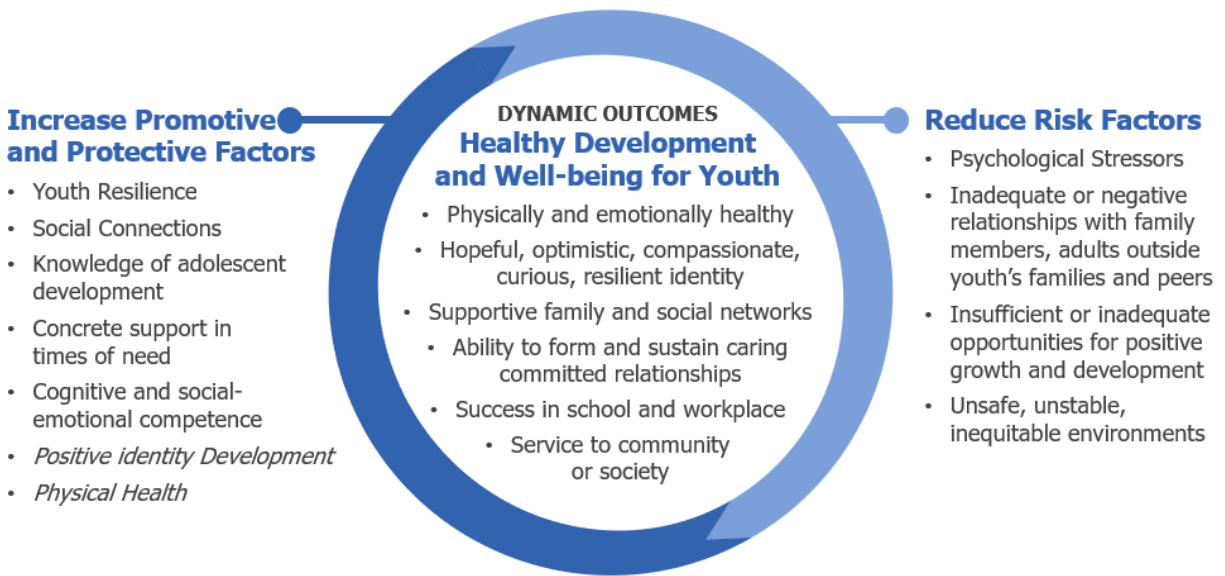 Increase Promotive
and Protective Factors
• Youth Resilience
• Social Connections
• Knowledge of adolescent
development
• Concrete support in
times of need
• Cognitive and social-
emotional competence
• Positive identity Development
• Physical Health
DYNAMIC OUTCOMES
Healthy Development
and Well-being for Youth
• Physically and emotionally healthy
• Hopeful, optimistic, compassionate,
curious, resilient identity
• Supportive family and social networks
• Ability to form and sustain caring
committed relationships
• Success in school and workplace
• Service to community
or society
Reduce Risk Factors
• Psychological Stressors
• Inadequate or negative
relationships with family
members, adults outside
youth’s families and peers
• Insufficient or inadequate
opportunities for positive
growth and development
• Unsafe, unstable,
inequitable environments